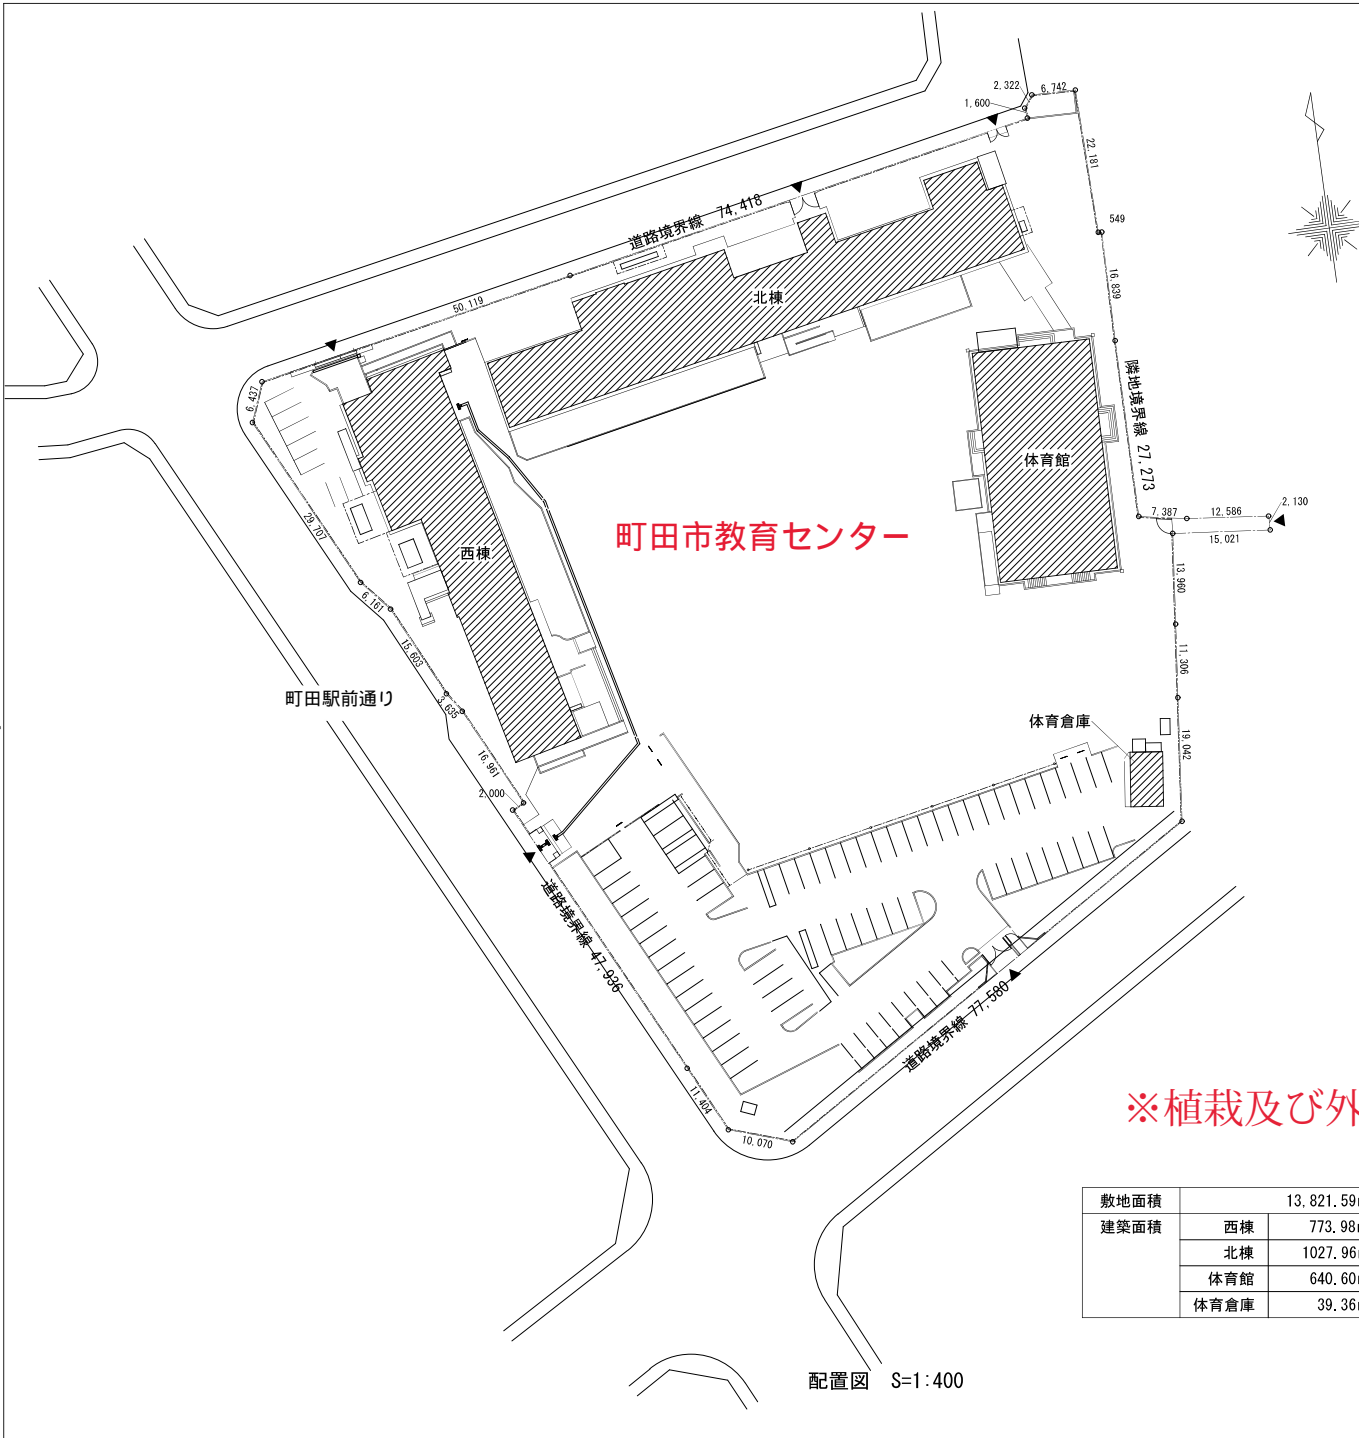 2,322
6,742
1,600
22,181
549
道路境界線 74,418
16,839
北棟
50,119
隣地境界線 27,273
6,437
体育館
7,387
12,586
2,130
15,021
町田市教育センター
西棟
29,707
13,960
6,161
15,603
11,306
町田駅前通り
3,635
体育倉庫
19,042
16,961
2,000
道路境界線 47,936
道路境界線 77,580
11,404
10,070
※植栽及び外
敷地面積 13,821.59
建築面積 西棟 773.98
北棟 1027.96
体育館 640.60
体育倉庫 39.36
配置図 S=1:400